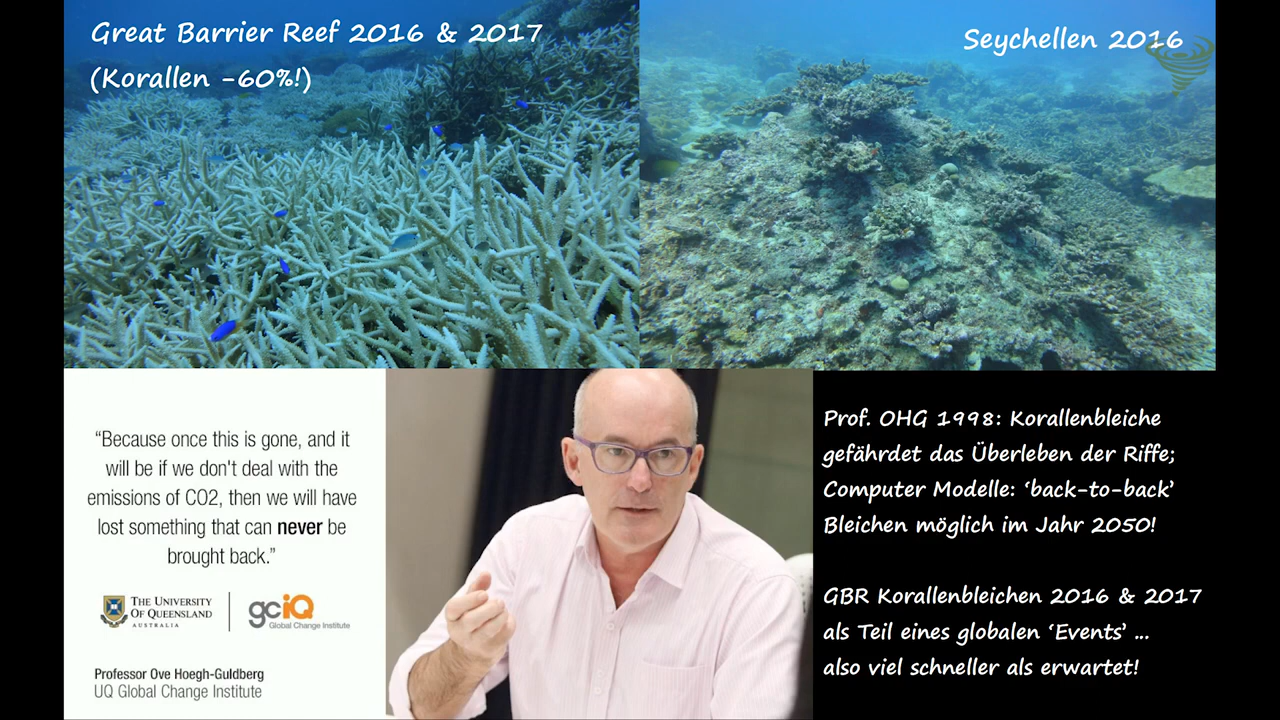 Great Barrier Reef 2016 & 2017
(Korallen -60%!)
Seychellen 2016
“Because once this is gone, and it
will be if we don't deal with the
emissions of CO2, then we will have
lost something that can never be
brought back.”
THE UNIVERSITY
OF QUEENSLAND
AUSTRALIA
gciQ
Global Change Institute
Professor Ove Hoegh-Guldberg
UQ Global Change Institute
Prof. OHG 1998: Korallenbleiche
gefährdet das Überleben der Riffe;
Computer Modelle: ‘back-to-back’
Bleichen möglich im Jahr 2050!
GBR Korallenbleichen 2016 & 2017
als Teil eines globalen ‘Events’ ...
also viel schneller als erwartet!